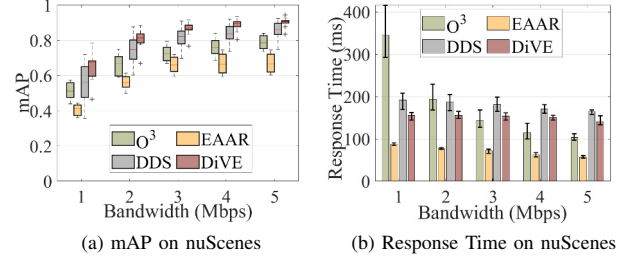 1
0.8
0.6
0.4
0.2
0
mAP
O³ EAAR
DDS DiVE
1 2 3 4 5
Bandwidth (Mbps)
(a) mAP on nuScenes
400
300
200
100
0
Response Time (ms)
O³ EAAR
DDS DiVE
1 2 3 4 5
Bandwidth (Mbps)
(b) Response Time on nuScenes